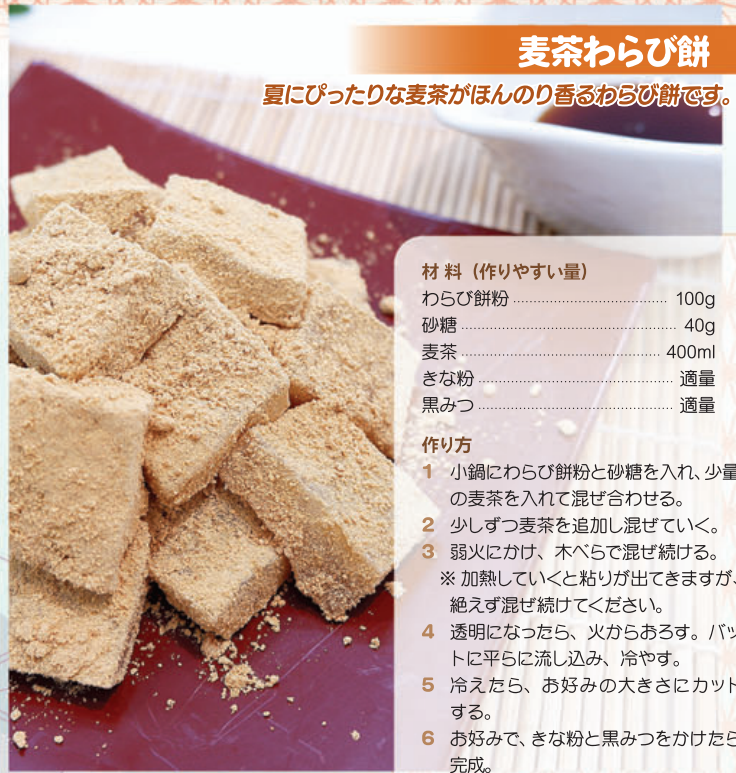 麦茶わらび餅
夏にぴったりな麦茶がほんのり香るわらび餅です。
材 料（作りやすい量）
わらび餅粉 100g
砂糖 40g
麦茶 400ml
きな粉 適量
黒みつ 適量
作り方
1 小鍋にわらび餅粉と砂糖を入れ、少量
の麦茶を入れて混ぜ合わせる。
2 少しずつ麦茶を追加し混ぜていく。
3 弱火にかけ、木べらで混ぜ続ける。
※ 加熱していくと粘りが出てきますが、
絶えず混ぜ続けてください。
4 透明になったら、火からおろす。バッ
トに平らに流し込み、冷やす。
5 冷えたら、お好みの大きさにカット
する。
6 お好みで、きな粉と黒みつをかけたら
完成。